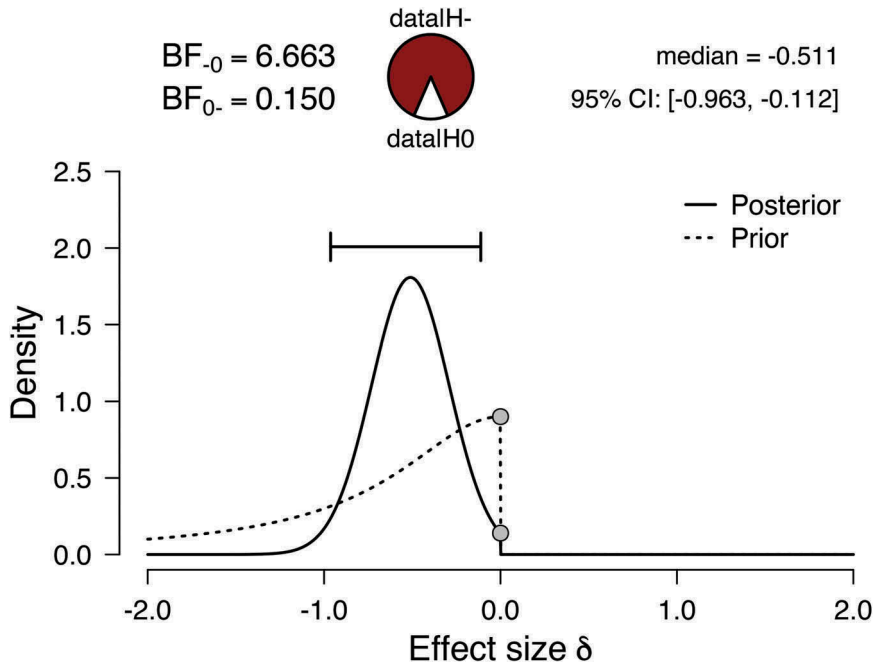 data|H-
BF-0 = 6.663
median = -0.511
BF0- = 0.150
95% CI: [-0.963, -0.112]
data|H0
2.5
Posterior
Prior
2.0
1.5
1.0
0.5
0.0
Density
-2.0 -1.0 0.0 1.0 2.0
Effect size δ